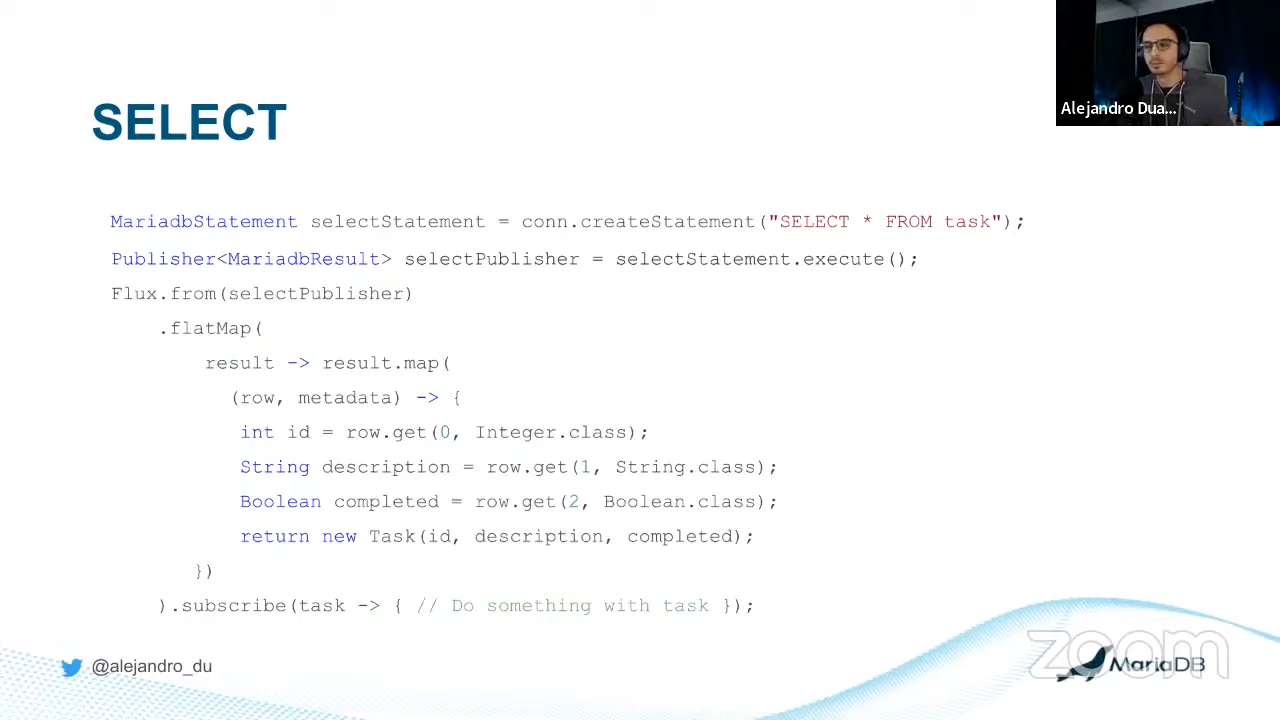 Alejandro Dua...
SELECT
MariadbStatement selectStatement = conn.createStatement("SELECT * FROM task");
Publisher<MariadbResult> selectPublisher = selectStatement.execute();
Flux.from(selectPublisher)
.flatMap(
result -> result.map(
(row, metadata) -> {
int id = row.get(0, Integer.class);
String description = row.get(1, String.class);
Boolean completed = row.get(2, Boolean.class);
return new Task(id, description, completed);
})
).subscribe(task -> { // Do something with task });
@alejandro_du
zoom
MariaDB